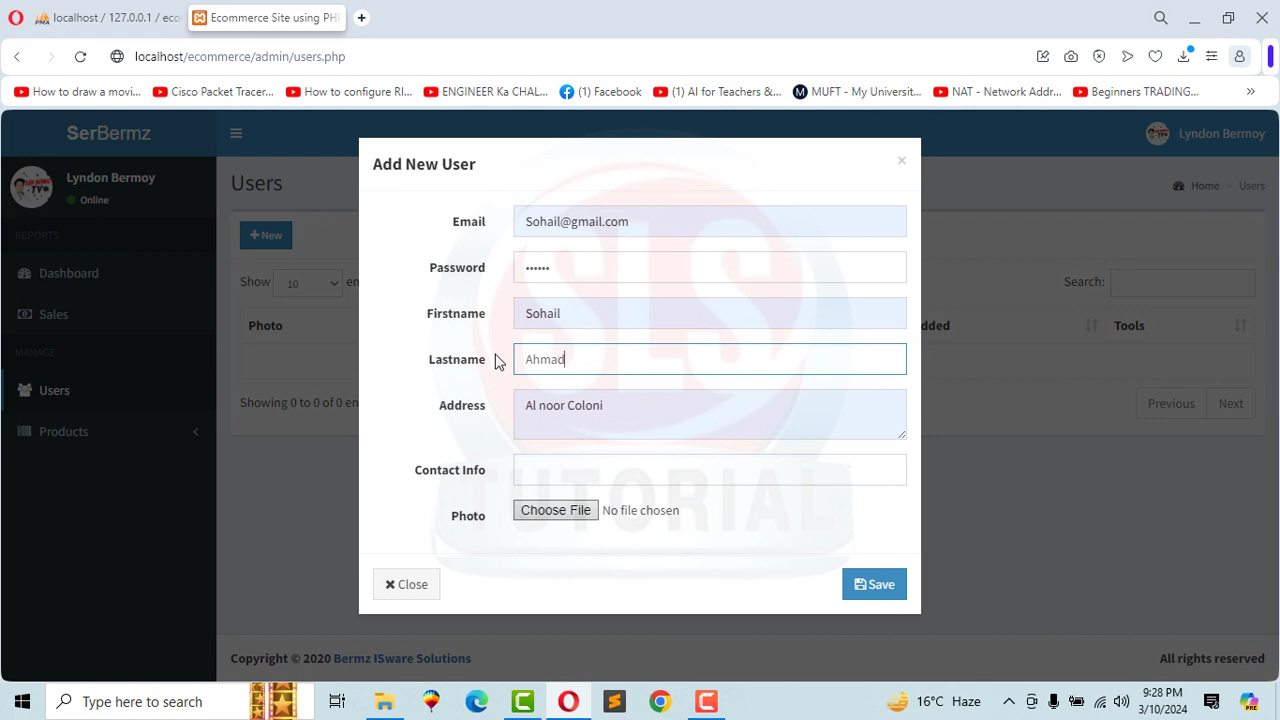 localhost / 127.0.0.1 / eco
Ecommerce Site using PH
localhost/ecommerce/admin/users.php
How to draw a movi...
Cisco Packet Tracer...
How to configure RI...
ENGINEER Ka CHAL...
(1) Facebook
(1) AI for Teachers &...
MUFT - My Universit...
NAT - Network Addr...
Beginners TRADING...
SerBermz
Lyndon Bermoy
Lyndon Bermoy
Online
Users
Home
Users
REPORTS
Dashboard
Sales
MANAGE
Users
Products
New
Show 10 en
Search:
Photo
dded
Tools
Showing 0 to 0 of 0 en
Previous
Next
Add New User
×
Email
Sohail@gmail.com
Password
••••••
Firstname
Sohail
Lastname
Ahmad
Address
Al noor Coloni
Contact Info
Photo
Choose File No file chosen
Close
Save
SLS
TUTORIAL
Copyright © 2020 Bermz ISware Solutions
All rights reserved
Type here to search
16°C Haze
9:28 PM
3/10/2024